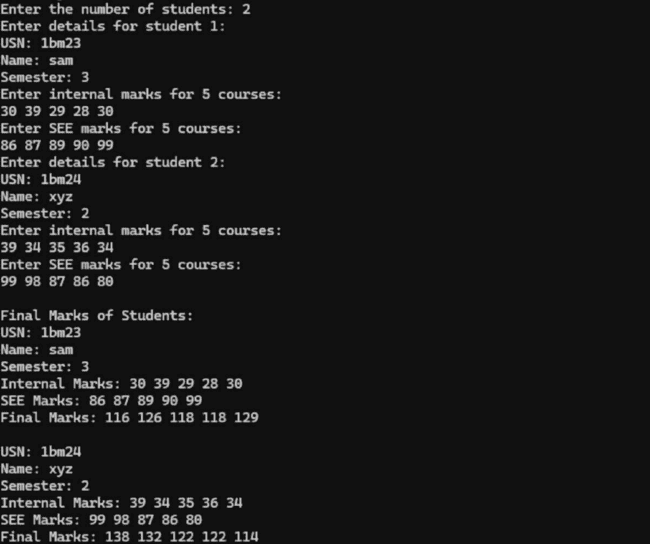 Enter the number of students: 2
Enter details for student 1:
USN: 1bm23
Name: sam
Semester: 3
Enter internal marks for 5 courses:
30 39 29 28 30
Enter SEE marks for 5 courses:
86 87 89 90 99
Enter details for student 2:
USN: 1bm24
Name: xyz
Semester: 2
Enter internal marks for 5 courses:
39 34 35 36 34
Enter SEE marks for 5 courses:
99 98 87 86 80
Final Marks of Students:
USN: 1bm23
Name: sam
Semester: 3
Internal Marks: 30 39 29 28 30
SEE Marks: 86 87 89 90 99
Final Marks: 116 126 118 118 129
USN: 1bm24
Name: xyz
Semester: 2
Internal Marks: 39 34 35 36 34
SEE Marks: 99 98 87 86 80
Final Marks: 138 132 122 122 114